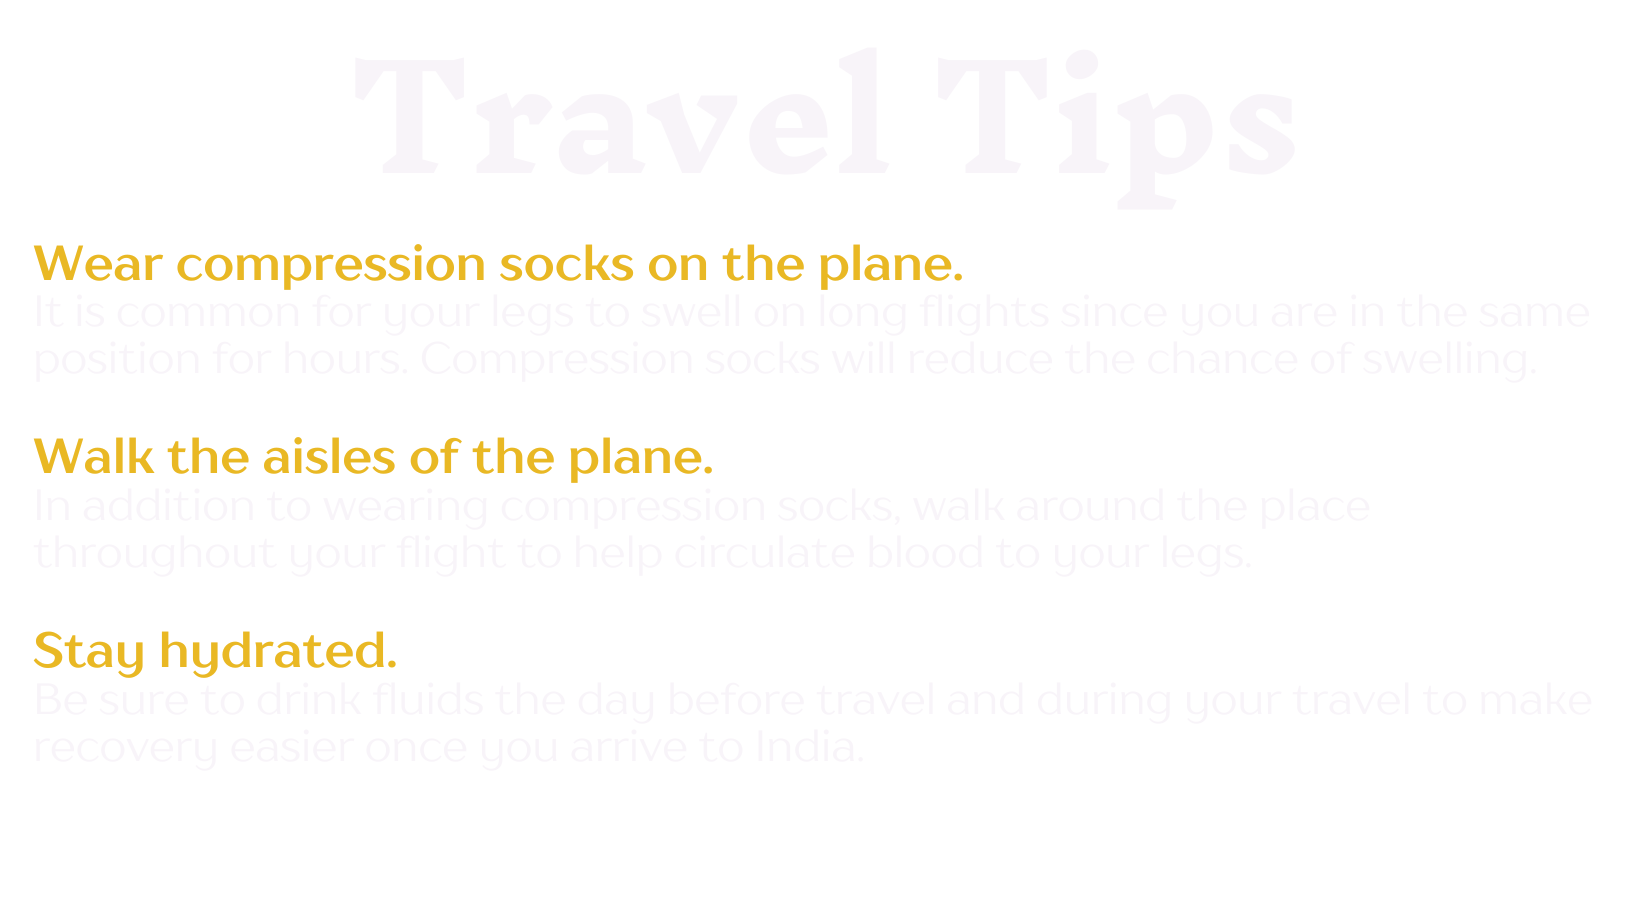 Travel Tips
Wear compression socks on the plane.
It is common for your legs to swell on long flights since you are in the same
position for hours. Compression socks will reduce the chance of swelling.
Walk the aisles of the plane.
In addition to wearing compression socks, walk around the place
throughout your flight to help circulate blood to your legs.
Stay hydrated.
Be sure to drink fluids the day before travel and during your travel to make
recovery easier once you arrive to India.